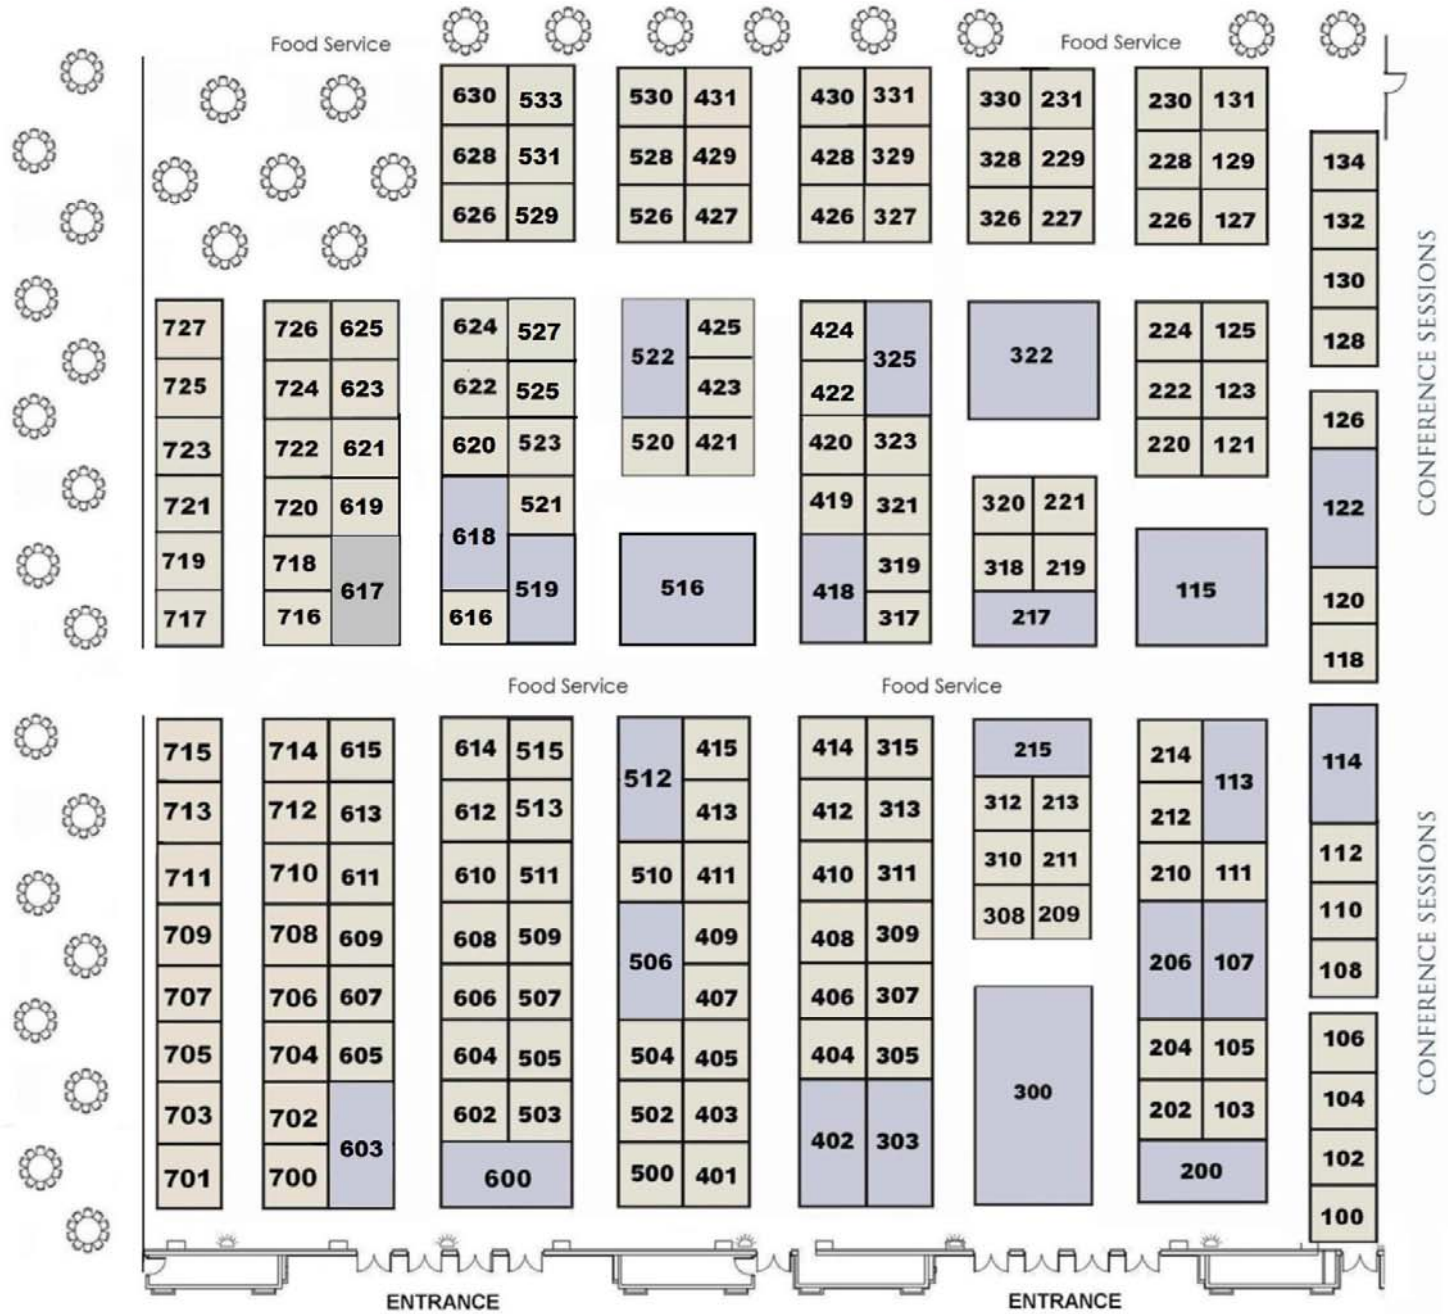 Food Service Food Service
630 533 530 431 430 331 330 231 230 131
628 531 528 429 428 329 328 229 228 129 134
626 529 526 427 426 327 326 227 226 127 132
130
727 726 625 624 527 522 425 424 325 322 224 125 128
725 724 623 622 525 423 422 222 123
723 722 621 620 523 520 421 420 323 220 121 126
721 720 619 618 521 419 321 320 221 122
719 718 617 519 516 418 319 318 219 115 120
717 716 616 317 217 118
CONFERENCE SESSIONS
Food Service Food Service
715 714 615 614 515 512 415 414 315 215 214 113 114
713 712 613 612 513 413 412 313 312 213 212
711 710 611 610 511 510 411 410 311 310 211 210 111 112
709 708 609 608 509 506 409 408 309 308 209 206 107 110
707 706 607 606 507 407 406 307 108
705 704 605 604 505 504 405 404 305 300 204 105 106
703 702 603 602 503 502 403 402 303 202 103 104
701 700 600 500 401 200 102
100
CONFERENCE SESSIONS
ENTRANCE ENTRANCE